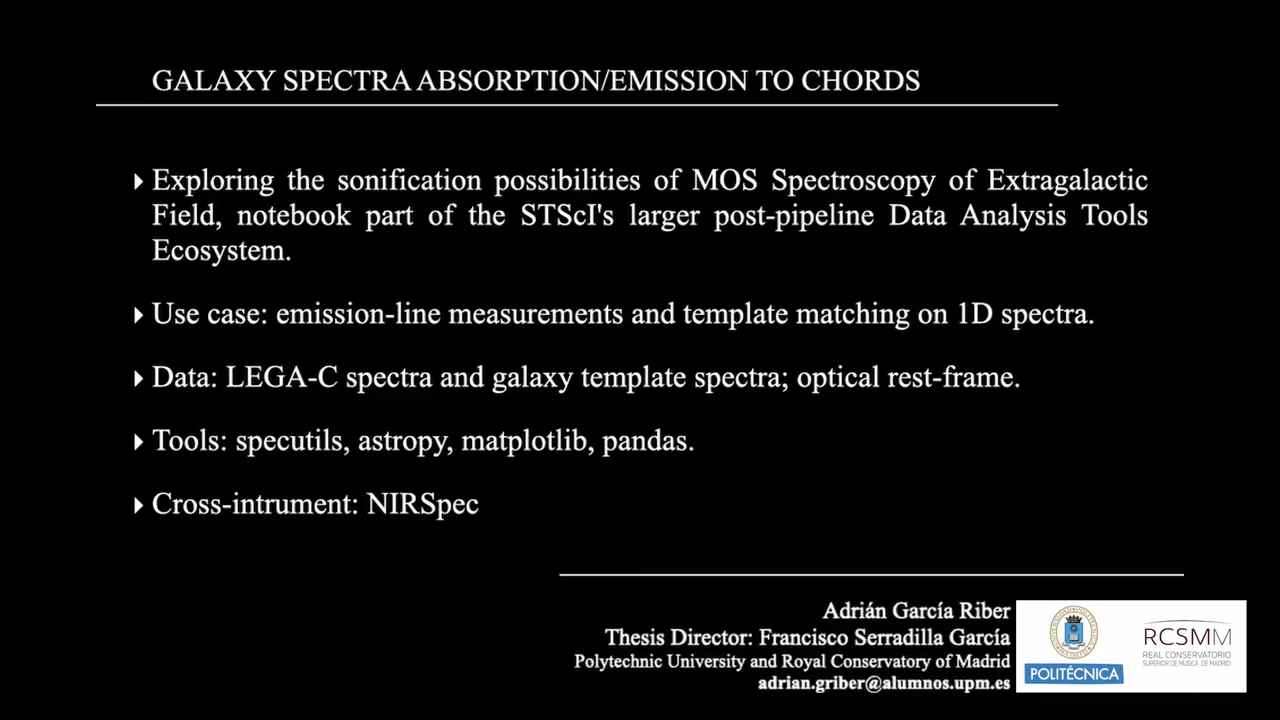 GALAXY SPECTRA ABSORPTION/EMISSION TO CHORDS
Exploring the sonification possibilities of MOS Spectroscopy of Extragalactic
Field, notebook part of the STScI's larger post-pipeline Data Analysis Tools
Ecosystem.
Use case: emission-line measurements and template matching on 1D spectra.
Data: LEGA-C spectra and galaxy template spectra; optical rest-frame.
Tools: specutils, astropy, matplotlib, pandas.
Cross-intrument: NIRSpec
Adrián García Riber
Thesis Director: Francisco Serradilla García
Polytechnic University and Royal Conservatory of Madrid
adrian.griber@alumnos.upm.es
POLITÉCNICA
RCSMM
REAL CONSERVATORIO
SUPERIOR DE MÚSICA DE MADRID